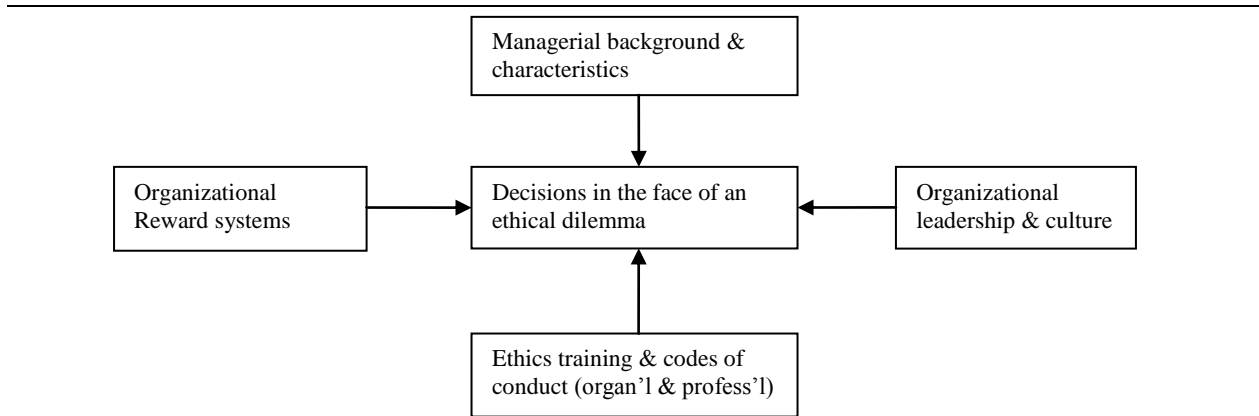 Managerial background &
characteristics
Organizational
Reward systems
Decisions in the face of an
ethical dilemma
Organizational
leadership & culture
Ethics training & codes of
conduct (organ’l & profess’l)